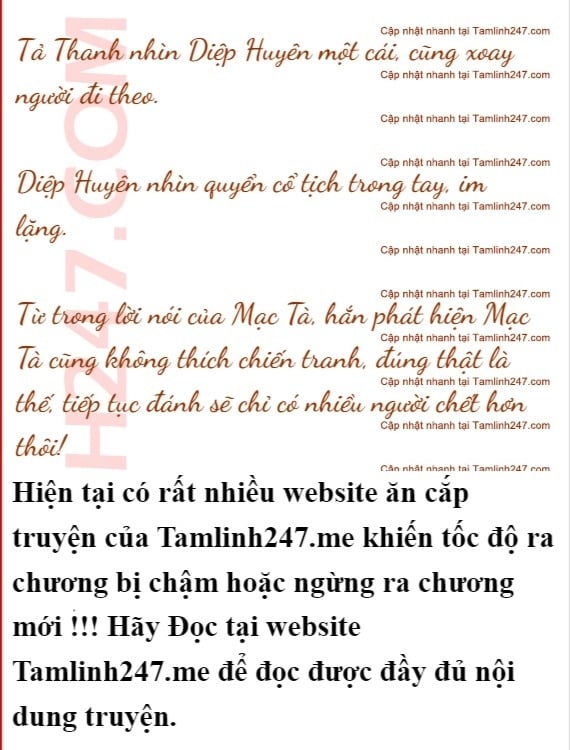 Cập nhật nhanh tại Tamlinh247.com
Tả Thanh nhìn Diệp Huyên một cái, cũng xoay
Cập nhật nhanh tại Tamlinh247.com
người đi theo.
Cập nhật nhanh tại Tamlinh247.com
Cập nhật nhanh tại Tamlinh247.com
Diệp Huyên nhìn quyển cổ tịch trong tay, im
Cập nhật nhanh tại Tamlinh247.com
lặng.
Cập nhật nhanh tại Tamlinh247.com
Cập nhật nhanh tại Tamlinh247.com
Từ trong lời nói của Mạc Tà, hắn phát hiện Mạc
Cập nhật nhanh tại Tamlinh247.com
Tà cũng không thích chiến tranh, đúng thật là
Cập nhật nhanh tại Tamlinh247.com
thế, tiếp tục đánh sẽ chỉ có nhiều người chết hơn
Cập nhật nhanh tại Tamlinh247.com
thôi!
Cập nhật nhanh tại Tamlinh247.com
H247.COM
Hiện tại có rất nhiều website ăn cắp
truyện của Tamlinh247.me khiến tốc độ ra
chương bị chậm hoặc ngừng ra chương
mới !!! Hãy Đọc tại website
Tamlinh247.me để đọc được đầy đủ nội
dung truyện.